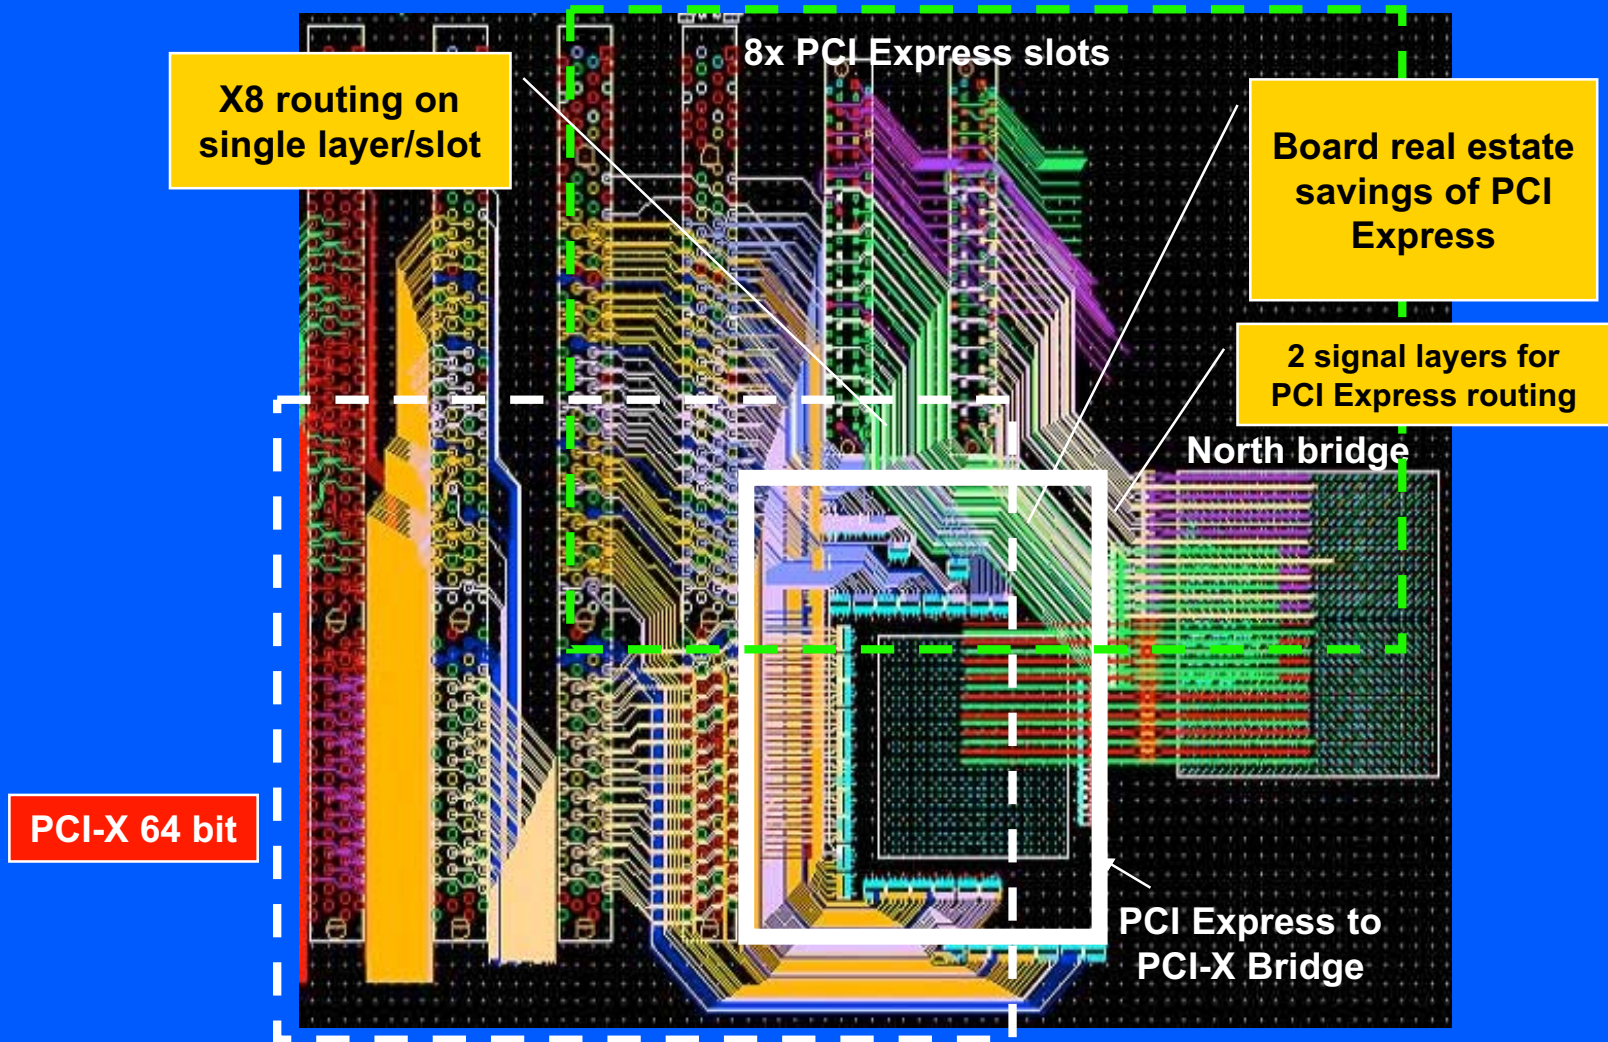 8x PCI Express slots
X8 routing on
single layer/slot
Board real estate
savings of PCI
Express
2 signal layers for
PCI Express routing
North bridge
PCI-X 64 bit
PCI Express to
PCI-X Bridge